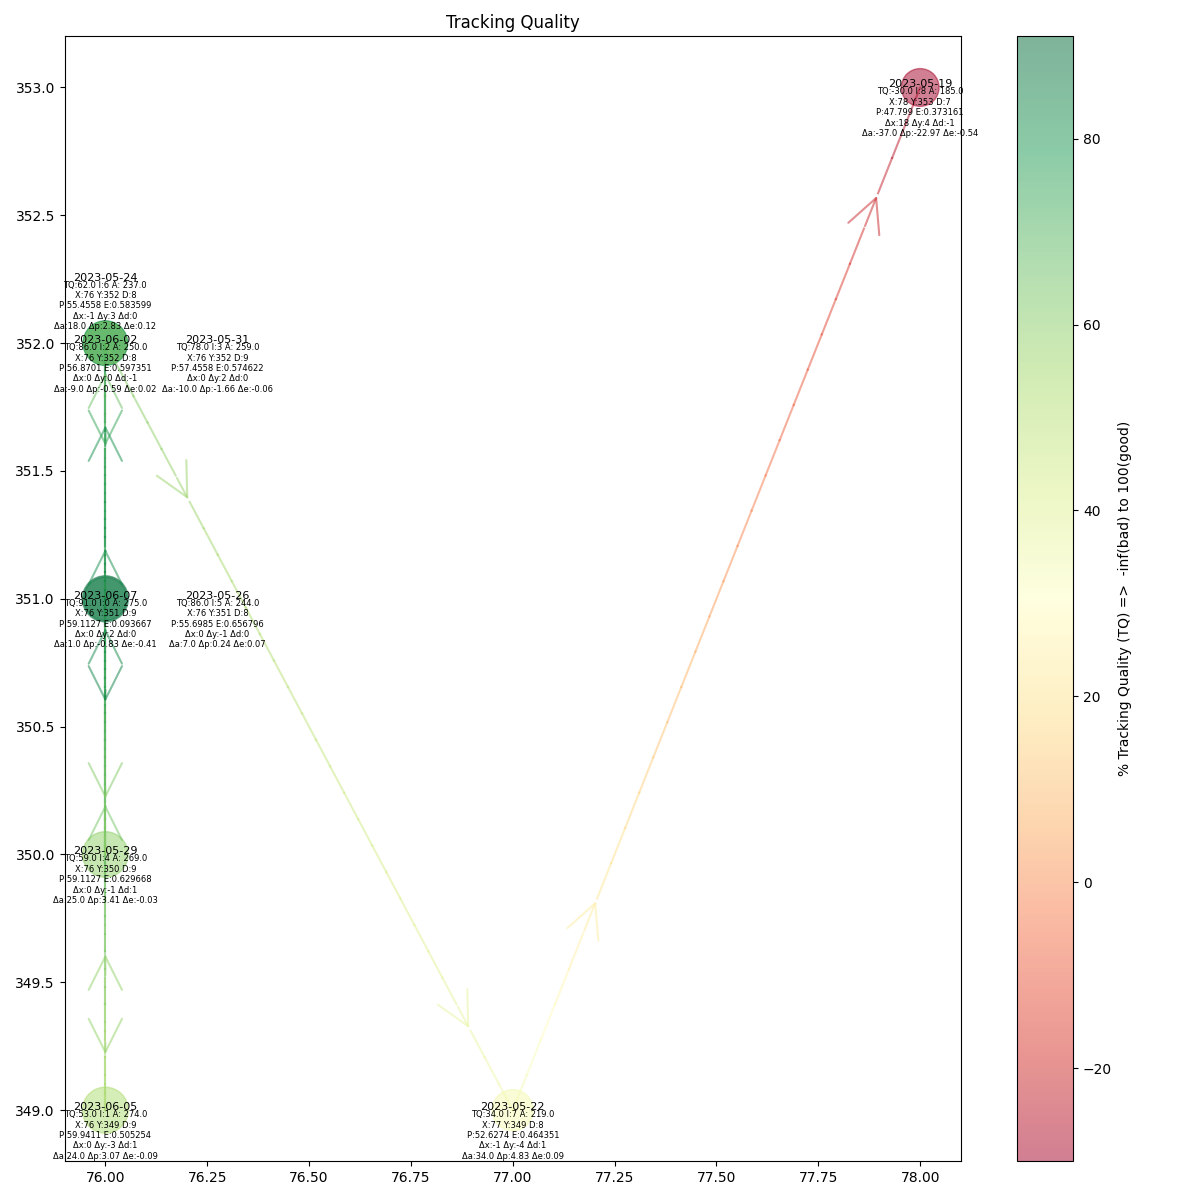 Tracking Quality
353.0
352.5
352.0
351.5
351.0
350.5
350.0
349.5
349.0
76.00
76.25
76.50
76.75
77.00
77.25
77.50
77.75
78.00
2023-05-19
TQ:-30.0 I:8 A: 185.0
X:78 Y:353 D:7
P:47.799 E:0.373161
Δx:18 Δy:4 Δd:-1
Δa:-37.0 Δp:-22.97 Δe:-0.54
2023-05-24
TQ:62.0 I:6 A: 237.0
X:76 Y:352 D:8
P:55.4558 E:0.583599
Δx:-1 Δy:3 Δd:0
Δa:18.0 Δp:2.83 Δe:0.12
2023-06-02
TQ:86.0 I:2 A: 250.0
X:76 Y:352 D:8
P:56.8701 E:0.597351
Δx:0 Δy:0 Δd:-1
Δa:-9.0 Δp:-0.59 Δe:0.02
2023-05-31
TQ:78.0 I:3 A: 259.0
X:76 Y:352 D:9
P:57.4558 E:0.574622
Δx:0 Δy:2 Δd:0
Δa:-10.0 Δp:-1.66 Δe:-0.06
2023-06-07
TQ:91.0 I:0 A: 275.0
X:76 Y:351 D:9
P:59.1127 E:0.093667
Δx:0 Δy:2 Δd:0
Δa:1.0 Δp:-0.83 Δe:-0.41
2023-05-26
TQ:86.0 I:5 A: 244.0
X:76 Y:351 D:8
P:55.6985 E:0.656796
Δx:0 Δy:-1 Δd:0
Δa:7.0 Δp:0.24 Δe:0.07
2023-05-29
TQ:59.0 I:4 A: 269.0
X:76 Y:350 D:9
P:59.1127 E:0.629668
Δx:0 Δy:-1 Δd:1
Δa:25.0 Δp:3.41 Δe:-0.03
2023-06-05
TQ:53.0 I:1 A: 274.0
X:76 Y:349 D:9
P:59.9411 E:0.505254
Δx:0 Δy:-3 Δd:1
Δa:24.0 Δp:3.07 Δe:-0.09
2023-05-22
TQ:34.0 I:7 A: 219.0
X:77 Y:349 D:8
P:52.6274 E:0.464351
Δx:-1 Δy:-4 Δd:1
Δa:34.0 Δp:4.83 Δe:0.09
80
60
40
20
0
−20
% Tracking Quality (TQ) =>  -inf(bad) to 100(good)